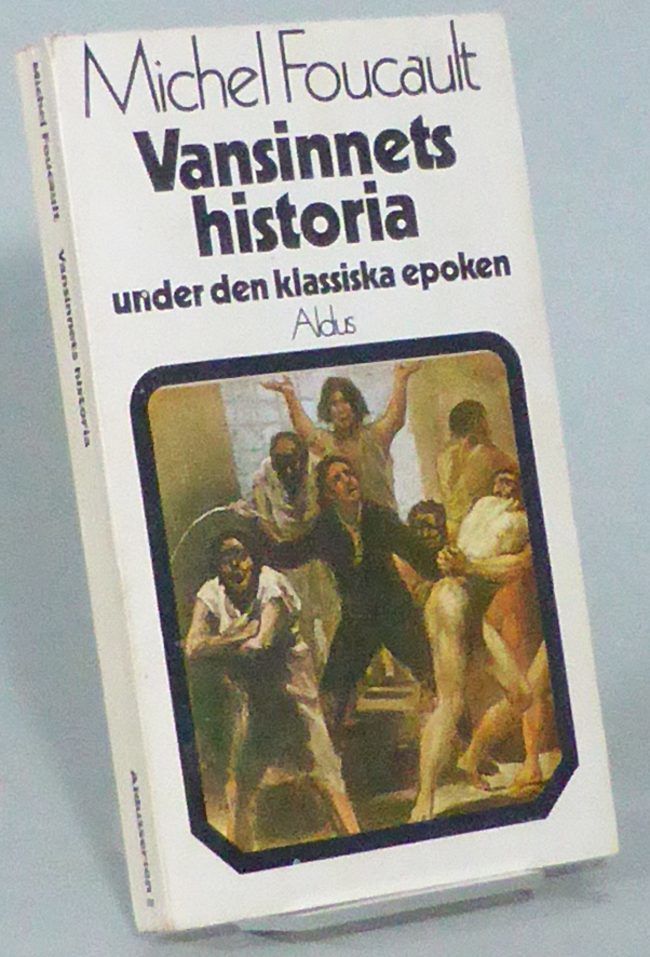 Michel Foucault
Vansinnets
historia
under den klassiska epoken
Aldus
Michel Foucault Vansinnets historia